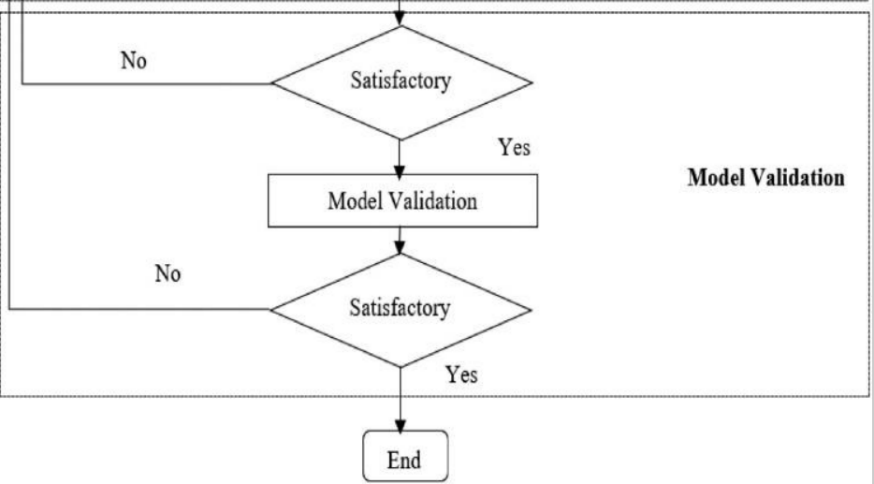 No
Satisfactory
Yes
Model Validation
Model Validation
No
Satisfactory
Yes
End